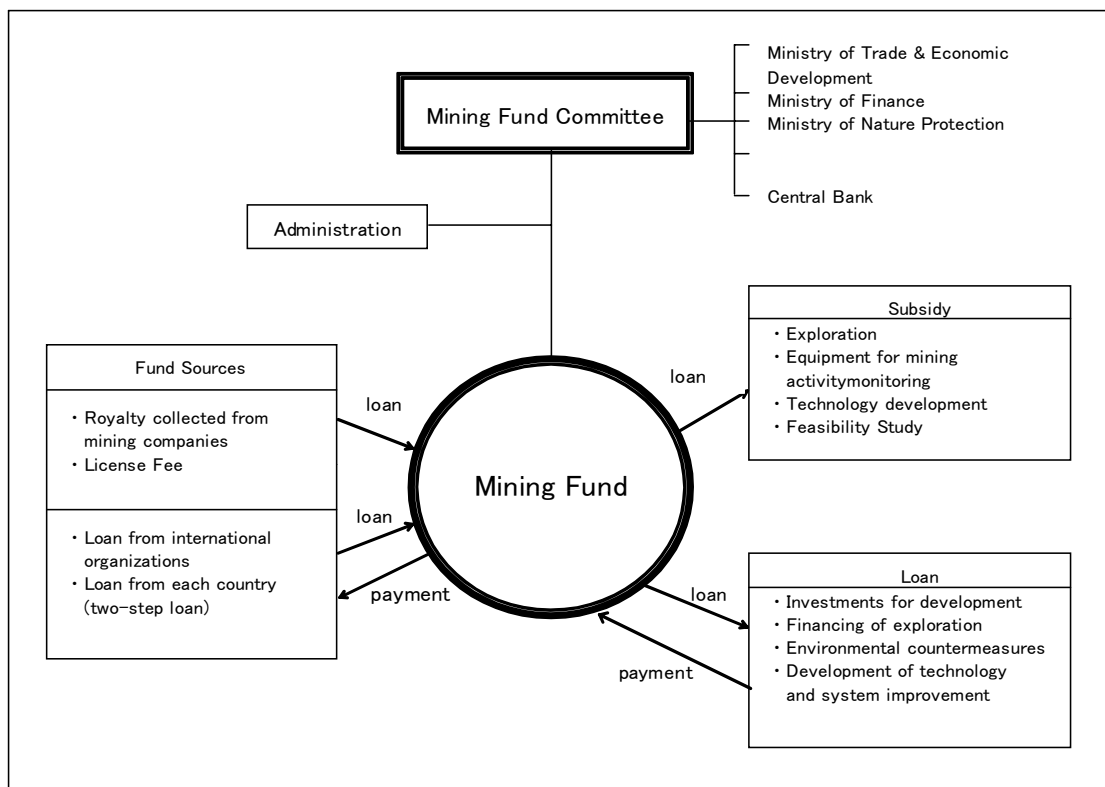 Ministry of Trade & Economic
Development
Ministry of Finance
Ministry of Nature Protection
Central Bank
Mining Fund Committee
Administration
Fund Sources
・Royalty collected from
mining companies
・License Fee
・Loan from international
organizations
・Loan from each country
(two-step loan)
loan
loan
payment
Mining Fund
loan
Subsidy
・Exploration
・Equipment for mining
activitymonitoring
・Technology development
・Feasibility Study
loan
payment
Loan
・Investments for development
・Financing of exploration
・Environmental countermeasures
・Development of technology
and system improvement